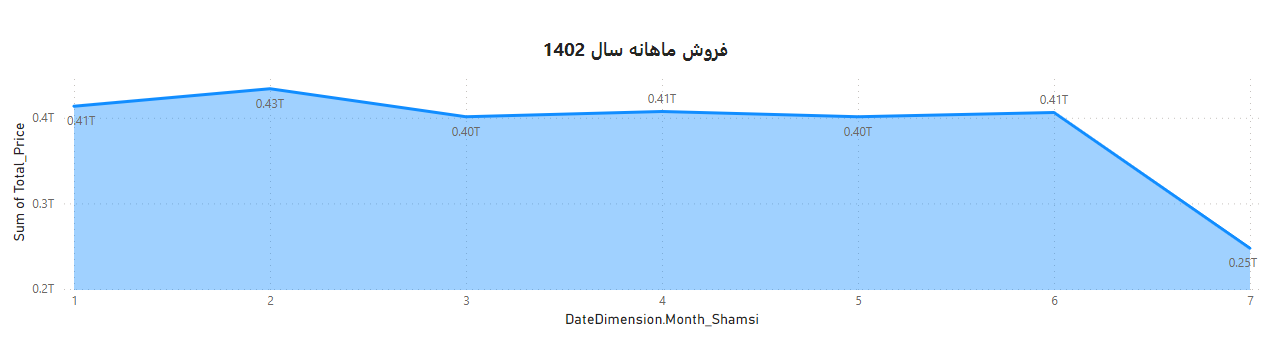 فروش ماهانه سال 1402
Sum of Total_Price
0.4T
0.3T
0.2T
0.41T
0.43T
0.40T
0.41T
0.40T
0.41T
0.25T
1 2 3 4 5 6 7
DateDimension.Month_Shamsi